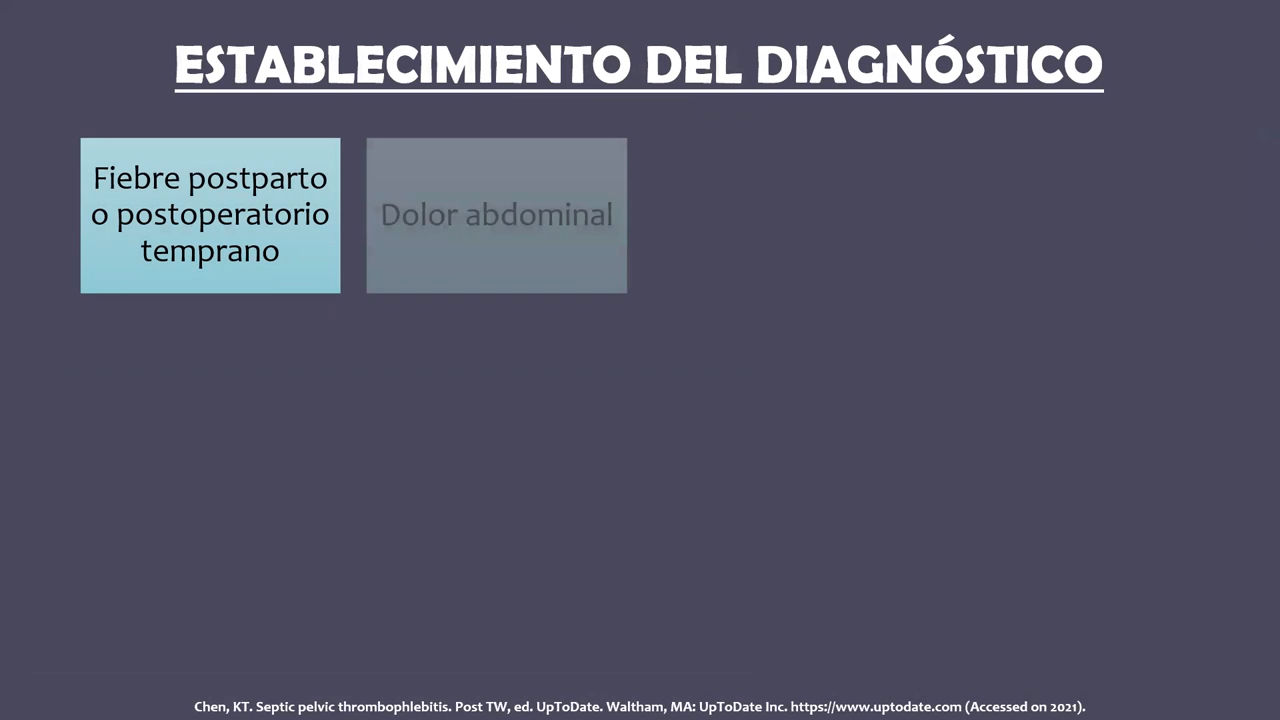 ESTABLECIMIENTO DEL DIAGNÓSTICO
Fiebre postparto
o postoperatorio
temprano
Dolor abdominal
Chen, KT. Septic pelvic thrombophlebitis. Post TW, ed. UpToDate. Waltham, MA: UpToDate Inc. https://www.uptodate.com (Accessed on 2021).